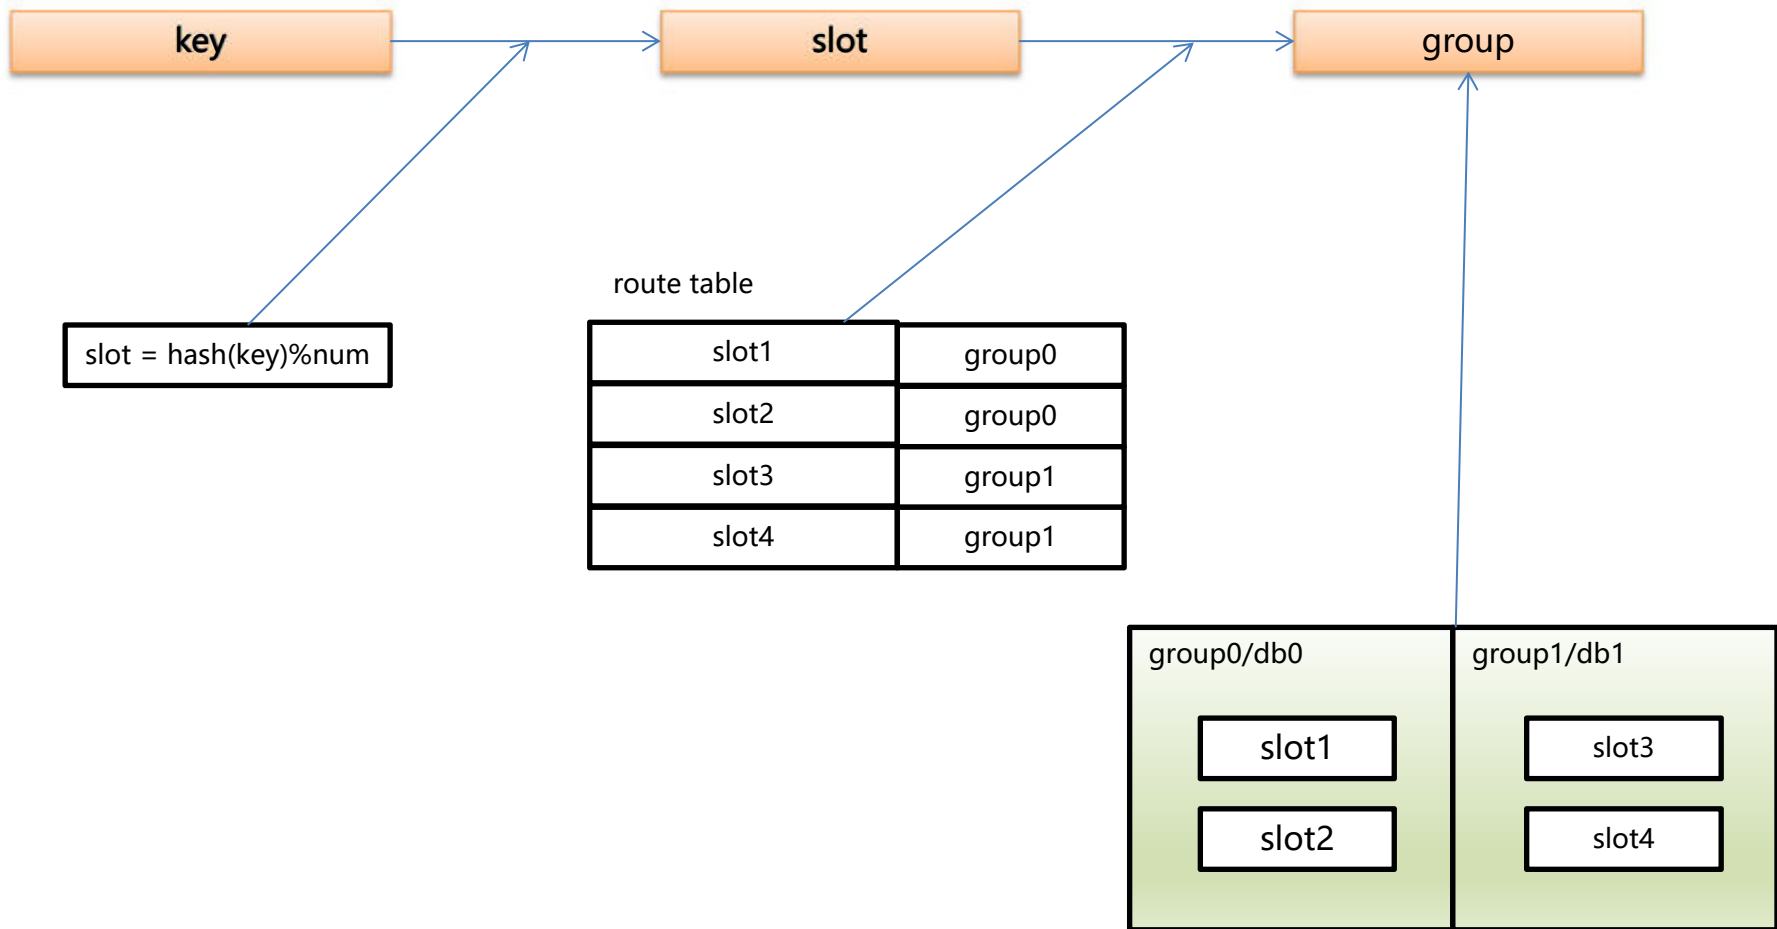 key
slot
group
slot = hash(key)%num
route table
slot1
group0
slot2
group0
slot3
group1
slot4
group1
group0/db0
group1/db1
slot1
slot3
slot2
slot4